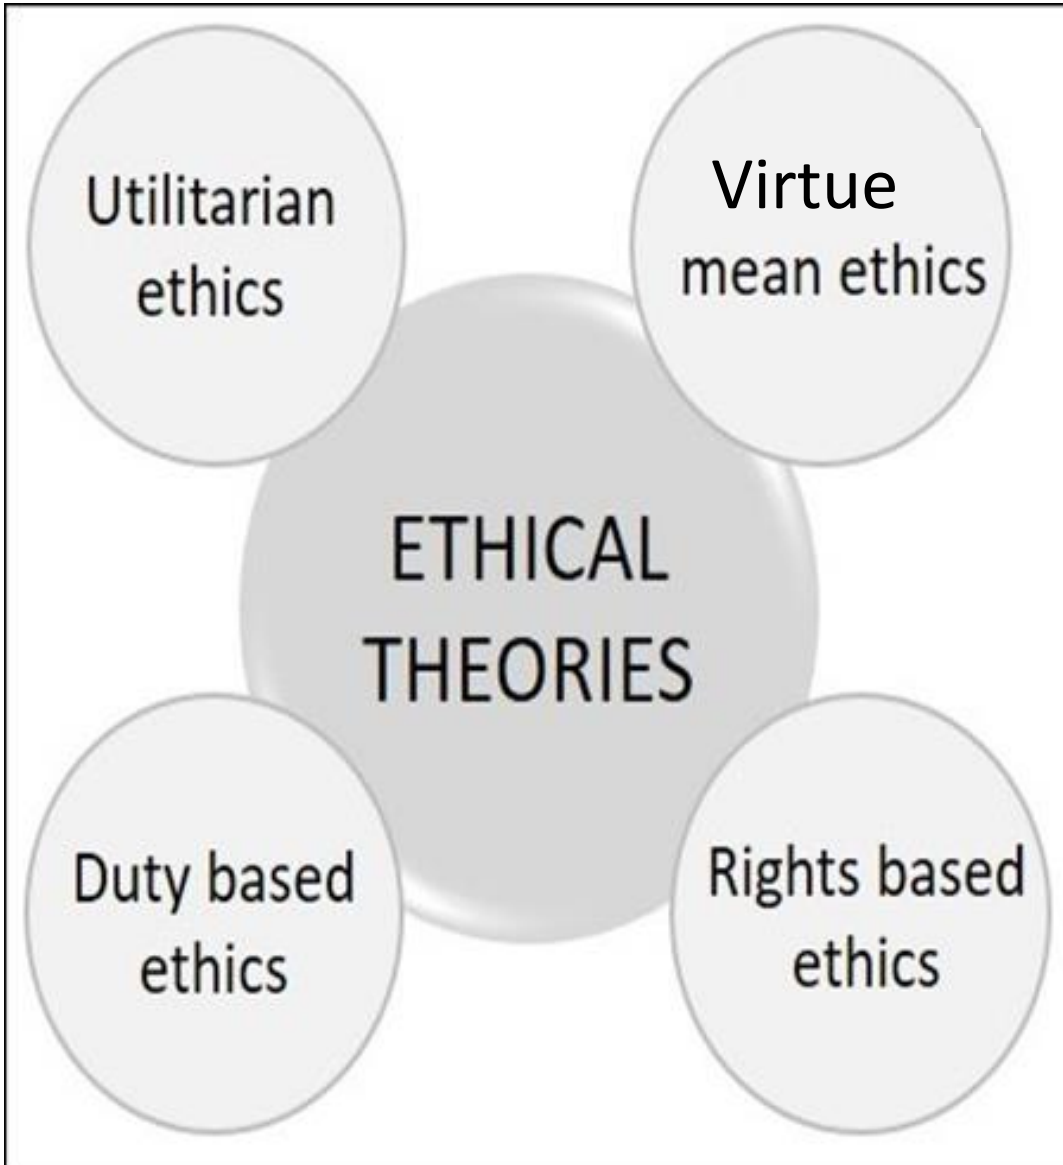 Utilitarian
ethics
Virtue
mean ethics
ETHICAL
THEORIES
Duty based
ethics
Rights based
ethics